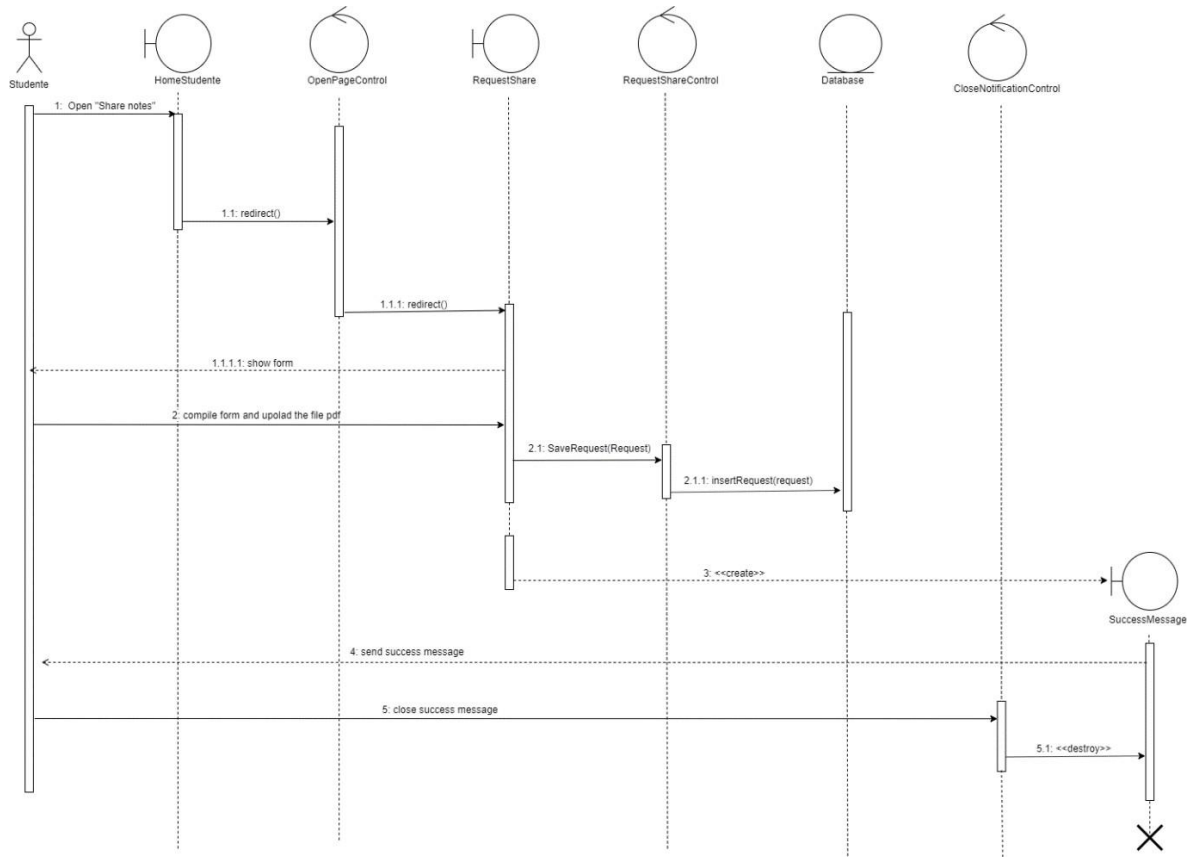 Studente
HomeStudente
OpenPageControl
RequestShare
RequestShareControl
Database
CloseNotificationControl
1: Open "Share notes"
1.1: redirect()
1.1.1: redirect()
1.1.1.1: show form
2: compile form and upolad the file pdf
2.1: SaveRequest(Request)
2.1.1: insertRequest(request)
3: <<create>>
SuccessMessage
4: send success message
5: close success message
5.1: <<destroy>>